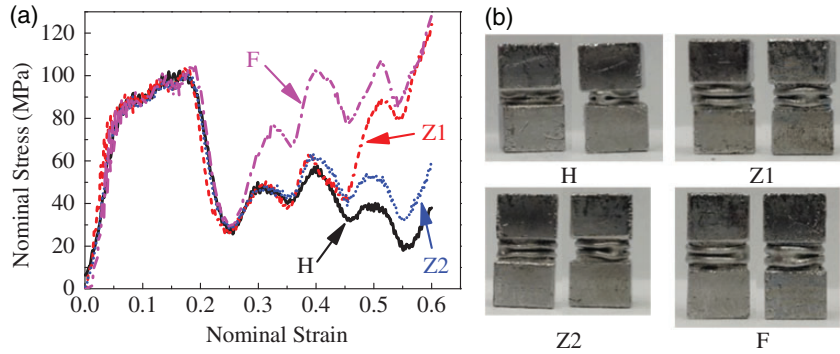 (a)
Nominal Stress (MPa)
120
100
80
60
40
20
0
F
Z1
H
Z2
0.0 0.1 0.2 0.3 0.4 0.5 0.6
Nominal Strain
(b)
H Z1
Z2 F